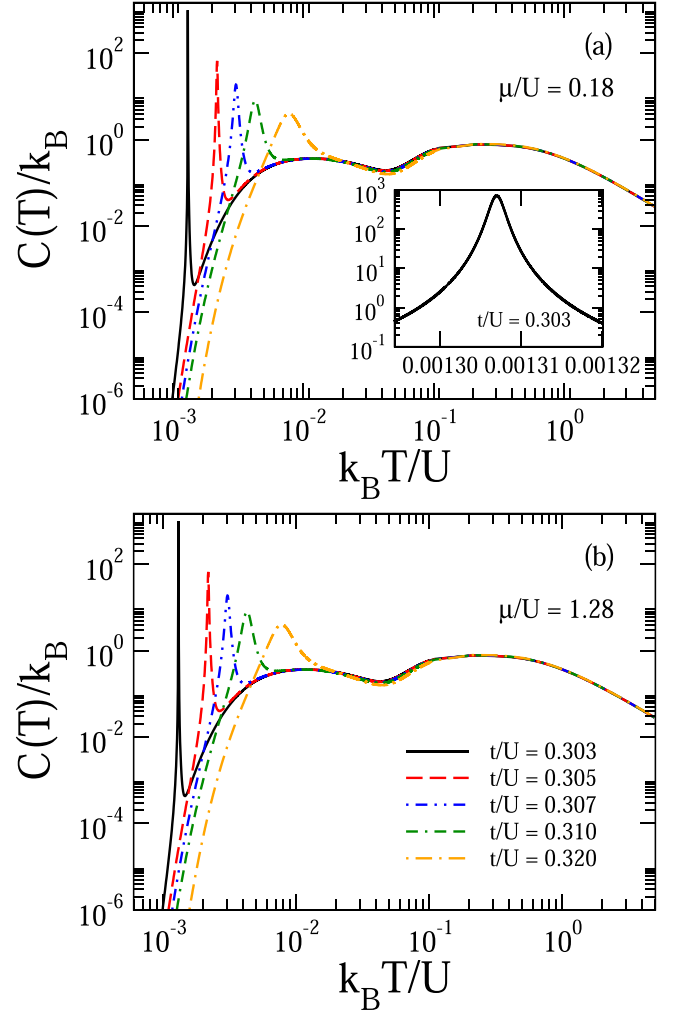 (a)
μ/U = 0.18
C(T)/k_B
10^2
10^0
10^-2
10^-4
10^-6
10^3
10^2
10^1
10^0
10^-1
t/U = 0.303
0.00130 0.00131 0.00132
10^-3 10^-2 10^-1 10^0
k_B T/U
(b)
μ/U = 1.28
C(T)/k_B
10^2
10^0
10^-2
10^-4
10^-6
t/U = 0.303
t/U = 0.305
t/U = 0.307
t/U = 0.310
t/U = 0.320
10^-3 10^-2 10^-1 10^0
k_B T/U